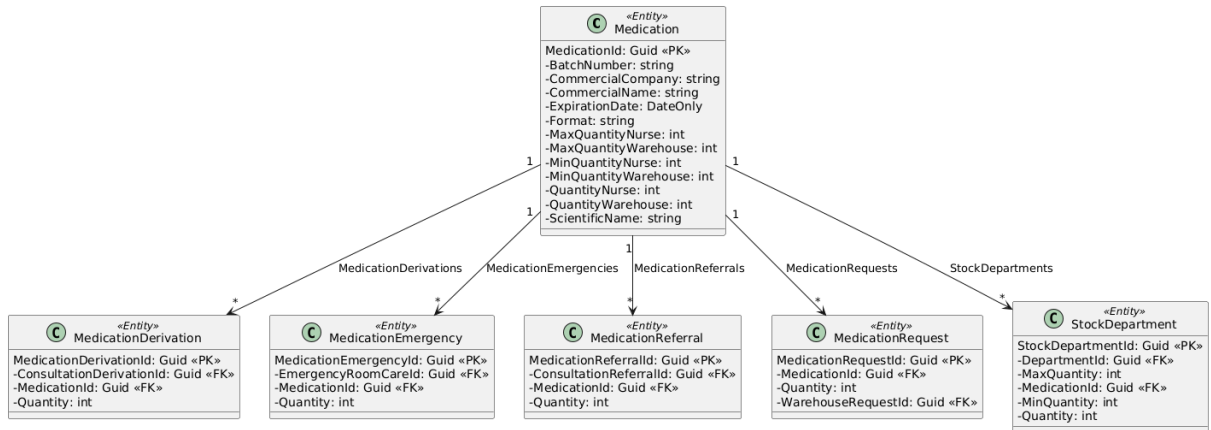 «Entity»
C Medication
MedicationId: Guid «PK»
-BatchNumber: string
-CommercialCompany: string
-CommercialName: string
-ExpirationDate: DateOnly
-Format: string
-MaxQuantityNurse: int
-MaxQuantityWarehouse: int
-MinQuantityNurse: int
-MinQuantityWarehouse: int
-QuantityNurse: int
-QuantityWarehouse: int
-ScientificName: string
1 1
1 1
1
MedicationDerivations MedicationEmergencies MedicationReferrals MedicationRequests StockDepartments
* * * * *
«Entity»
C MedicationDerivation
MedicationDerivationId: Guid «PK»
-ConsultationDerivationId: Guid «FK»
-MedicationId: Guid «FK»
-Quantity: int
«Entity»
C MedicationEmergency
MedicationEmergencyId: Guid «PK»
-EmergencyRoomCareId: Guid «FK»
-MedicationId: Guid «FK»
-Quantity: int
«Entity»
C MedicationReferral
MedicationReferralId: Guid «PK»
-ConsultationReferralId: Guid «FK»
-MedicationId: Guid «FK»
-Quantity: int
«Entity»
C MedicationRequest
MedicationRequestId: Guid «PK»
-MedicationId: Guid «FK»
-Quantity: int
-WarehouseRequestId: Guid «FK»
«Entity»
C StockDepartment
StockDepartmentId: Guid «PK»
-DepartmentId: Guid «FK»
-MaxQuantity: int
-MedicationId: Guid «FK»
-MinQuantity: int
-Quantity: int